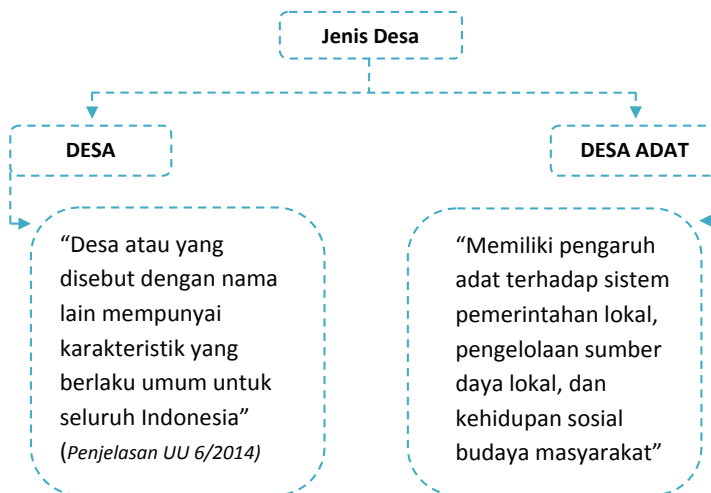 Jenis Desa
DESA
DESA ADAT
“Desa atau yang
disebut dengan nama
lain mempunyai
karakteristik yang
berlaku umum untuk
seluruh Indonesia”
(Penjelasan UU 6/2014)
“Memiliki pengaruh
adat terhadap sistem
pemerintahan lokal,
pengelolaan sumber
daya lokal, dan
kehidupan sosial
budaya masyarakat”